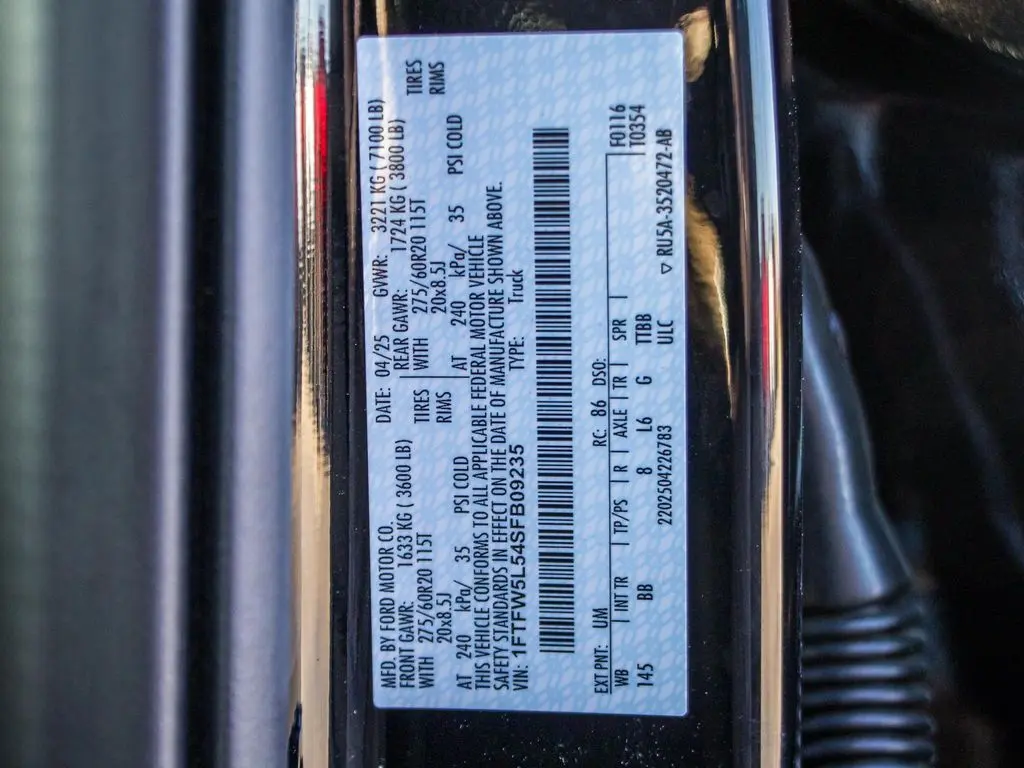 MFD. BY FORD MOTOR CO. DATE: 04/25 GVWR: 3221 KG ( 7100 LB)
FRONT GAWR: 1633 KG ( 3600 LB) REAR GAWR: 1724 KG ( 3800 LB)
WITH 275/60R20 115T TIRES WITH 275/60R20 115T TIRES
20x8.5J RIMS 20x8.5J RIMS
AT 240 kPa/ 35 PSI COLD AT 240 kPa/ 35 PSI COLD
THIS VEHICLE CONFORMS TO ALL APPLICABLE FEDERAL MOTOR VEHICLE
SAFETY STANDARDS IN EFFECT ON THE DATE OF MANUFACTURE SHOWN ABOVE.
VIN: 1FTFW5L54SFB09235 TYPE: Truck
EXT PNT: UM RC: 86 DSO: F0116
WB INT TR TP/PS R AXLE TR SPR T0354
145 BB 8 L6 G TTBB
2202504226783 ULC ▽ RU5A-3520472-AB